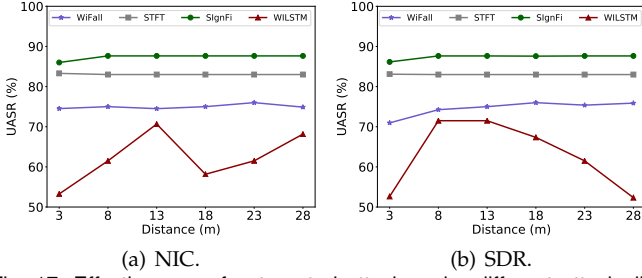 WiFall STFT SIgnFi WILSTM
100
90
80
70
60
50
UASR (%)
3 8 13 18 23 28
Distance (m)
(a) NIC.
WiFall STFT SIgnFi WILSTM
100
90
80
70
60
50
UASR (%)
3 8 13 18 23 28
Distance (m)
(b) SDR.